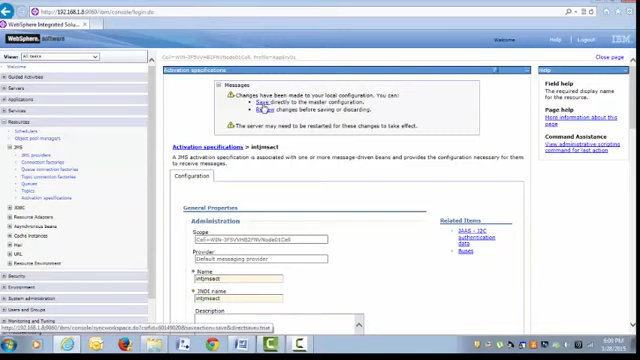 http://192.168.1.8:9060/ibm/console/login.do
WebSphere Integrated Solu...
WebSphere. software
Welcome
Help
Logout
IBM
View: All tasks
Close page
Welcome
Guided Activities
Servers
Applications
Services
Resources
Schedulers
Object pool managers
JMS
JMS providers
Connection factories
Queue connection factories
Topic connection factories
Queues
Topics
Activation specifications
JDBC
Resource Adapters
Asynchronous beans
Cache instances
Mail
URL
Resource Environment
Security
Environment
System administration
Users and Groups
Activation specifications
Messages
Changes have been made to your local configuration. You can:
Save directly to the master configuration.
changes before saving or discarding.
The server may need to be restarted for these changes to take effect.
Activation specifications > intjmsact
A JMS activation specification is associated with one or more message-driven beans and provides the configuration necessary for them
to receive messages.
Configuration
General Properties
Administration
Scope
Provider
Default messaging provider
* Name
intjmsact
* JNDI name
intjmsact
Description
Related Items
JAAS - J2C
authentication
data
Buses
Help
Field help
The required display name
for the resource.
Page help
More information about this
page
Command Assistance
View administrative scripting
command for last action
6:00 PM
1/28/2015